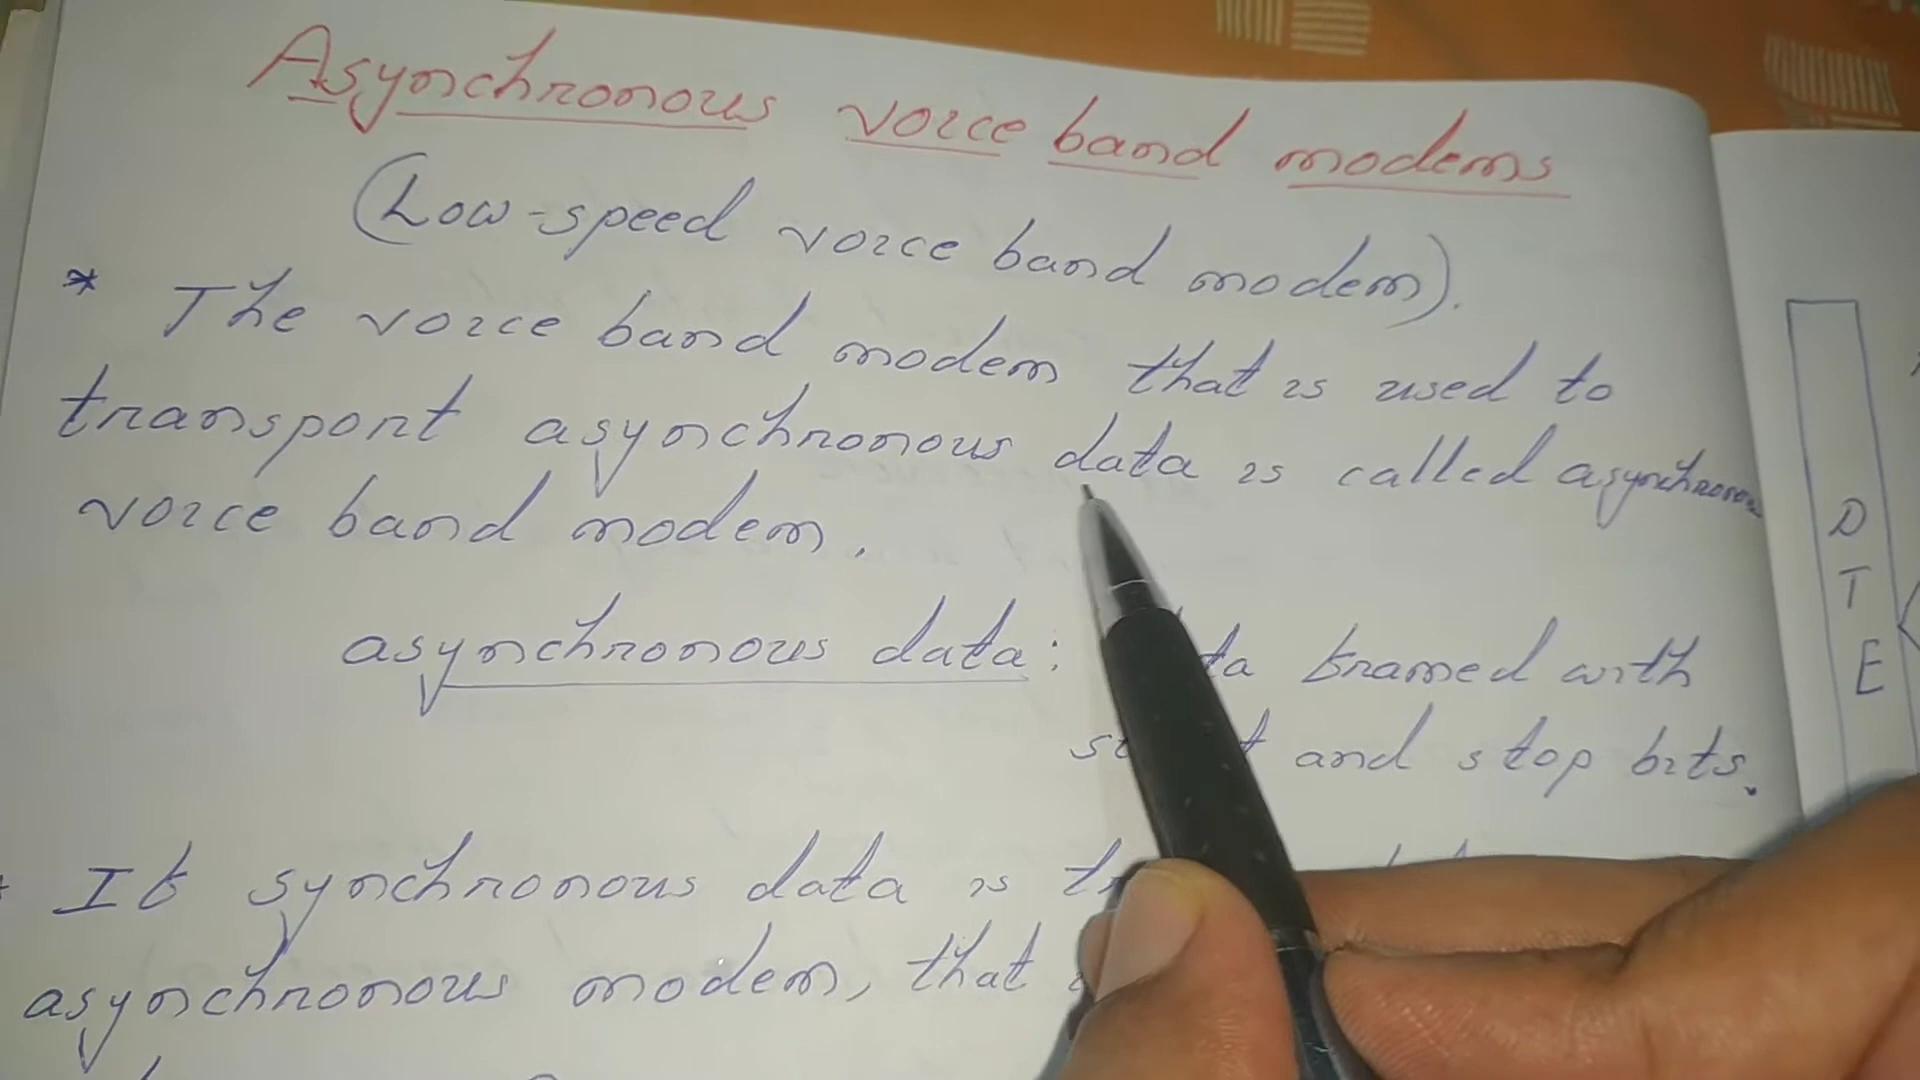 Asynchronous voice band modems
(Low-speed voice band modem).
* The voice band modem that is used to
transport asynchronous data is called asynchronous
voice band modem.
asynchronous data: framed with
and stop bits.
If synchronous data is
asynchronous modem, that
D
T
E